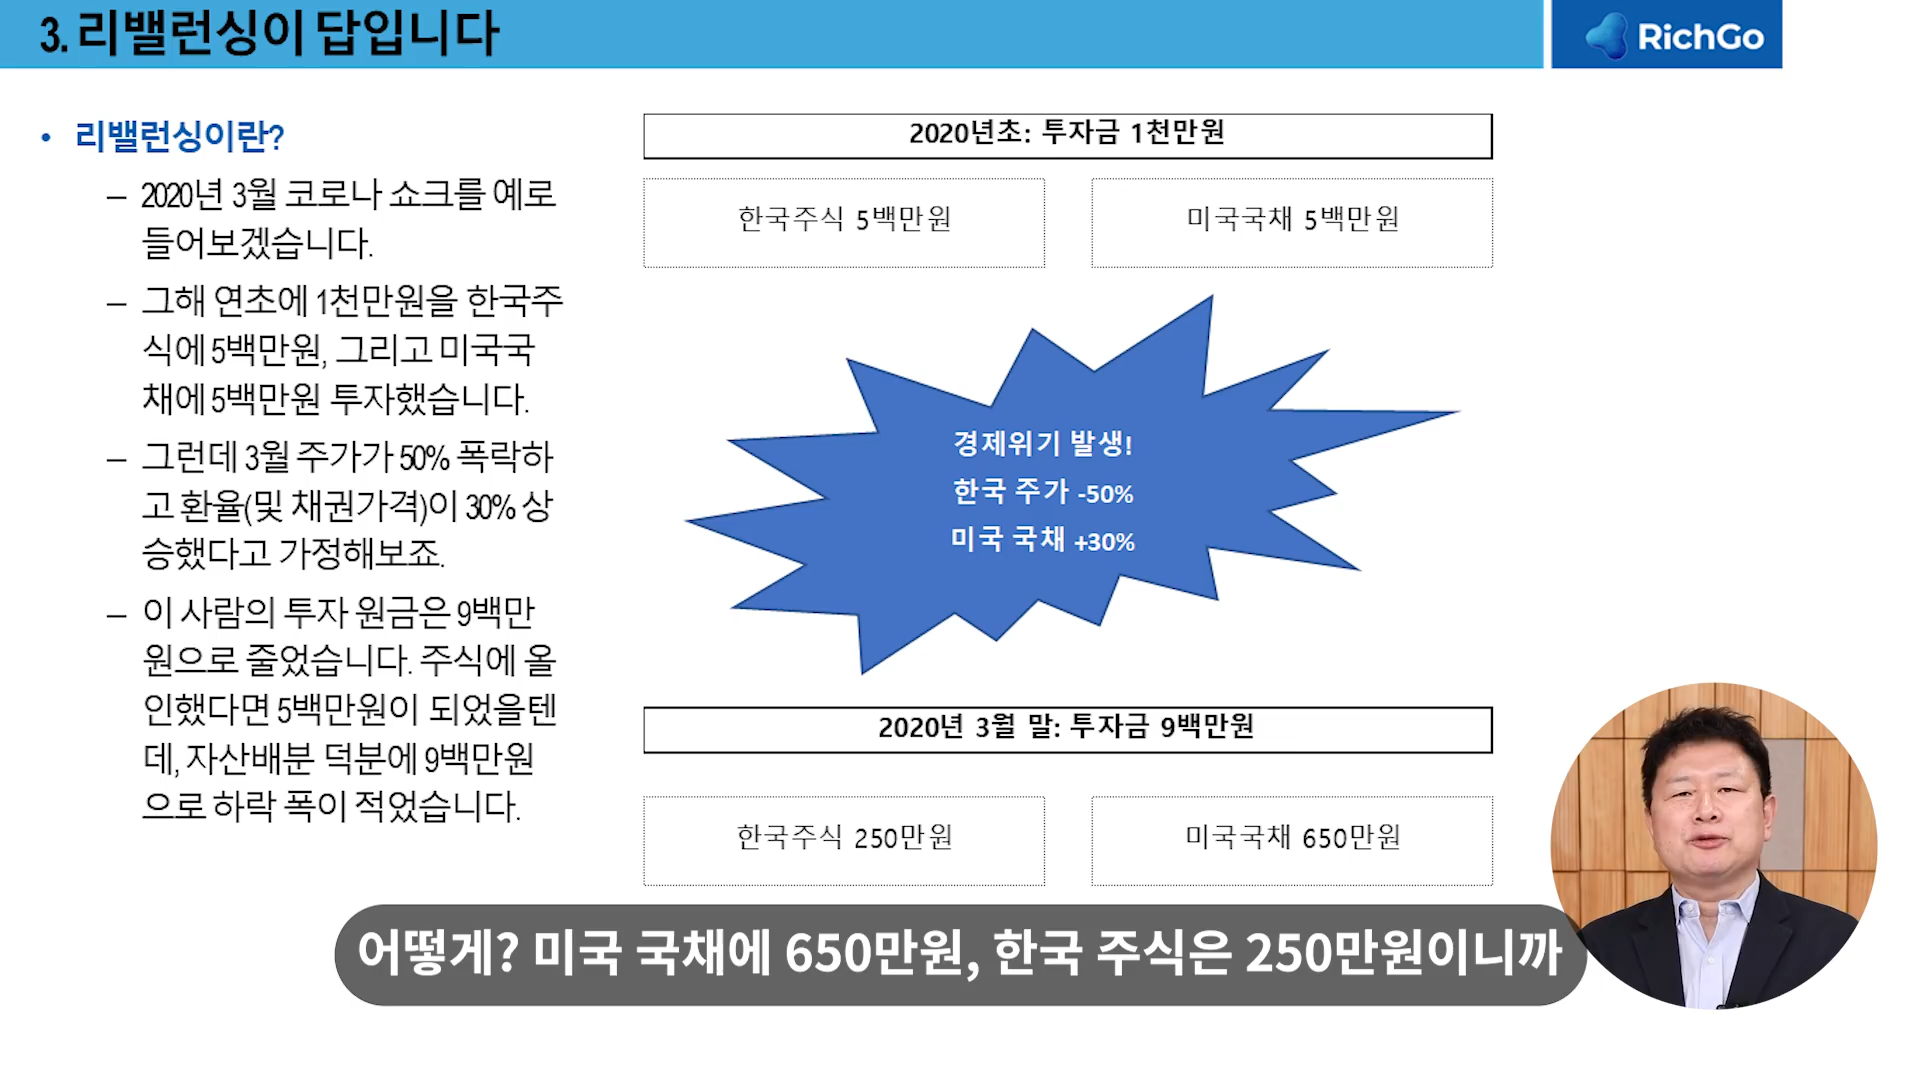 3. 리밸런싱이 답입니다
RichGo
• 리밸런싱이란?
– 2020년 3월 코로나 쇼크를 예로
들어보겠습니다.
– 그해 연초에 1천만원을 한국주
식에 5백만원, 그리고 미국국
채에 5백만원 투자했습니다.
– 그런데 3월 주가가 50% 폭락하
고 환율(및 채권가격)이 30% 상
승했다고 가정해보죠.
– 이 사람의 투자 원금은 9백만
원으로 줄었습니다. 주식에 올
인했다면 5백만원이 되었을텐
데, 자산배분 덕분에 9백만원
으로 하락 폭이 적었습니다.
2020년초: 투자금 1천만원
한국주식 5백만원
미국국채 5백만원
경제위기 발생!
한국 주가 -50%
미국 국채 +30%
2020년 3월 말: 투자금 9백만원
한국주식 250만원
미국국채 650만원
어떻게? 미국 국채에 650만원, 한국 주식은 250만원이니까